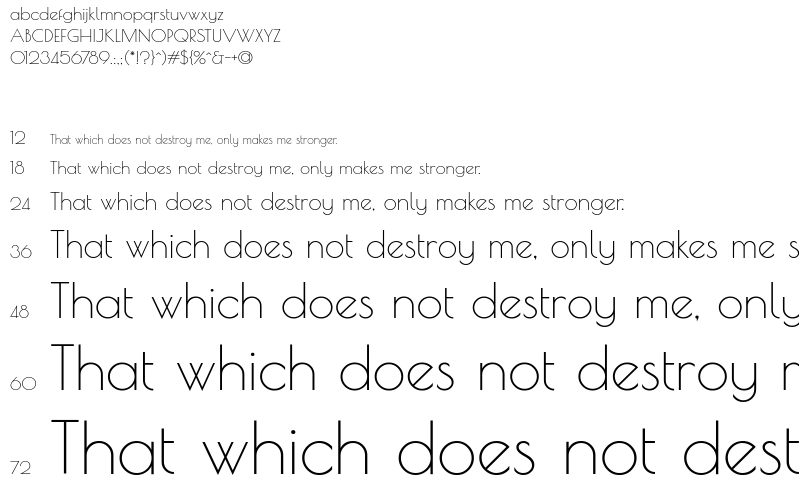 abcdefghijklmnopqrstuvwxyz
ABCDEFGHIJKLMNOPQRSTUVWXYZ
0123456789.:,;(*!?}^)#${%^&-+@
12 That which does not destroy me, only makes me stronger.
18 That which does not destroy me, only makes me stronger.
24 That which does not destroy me, only makes me stronger.
36 That which does not destroy me, only makes me s
48 That which does not destroy me, only
60 That which does not destroy
72 That which does not dest